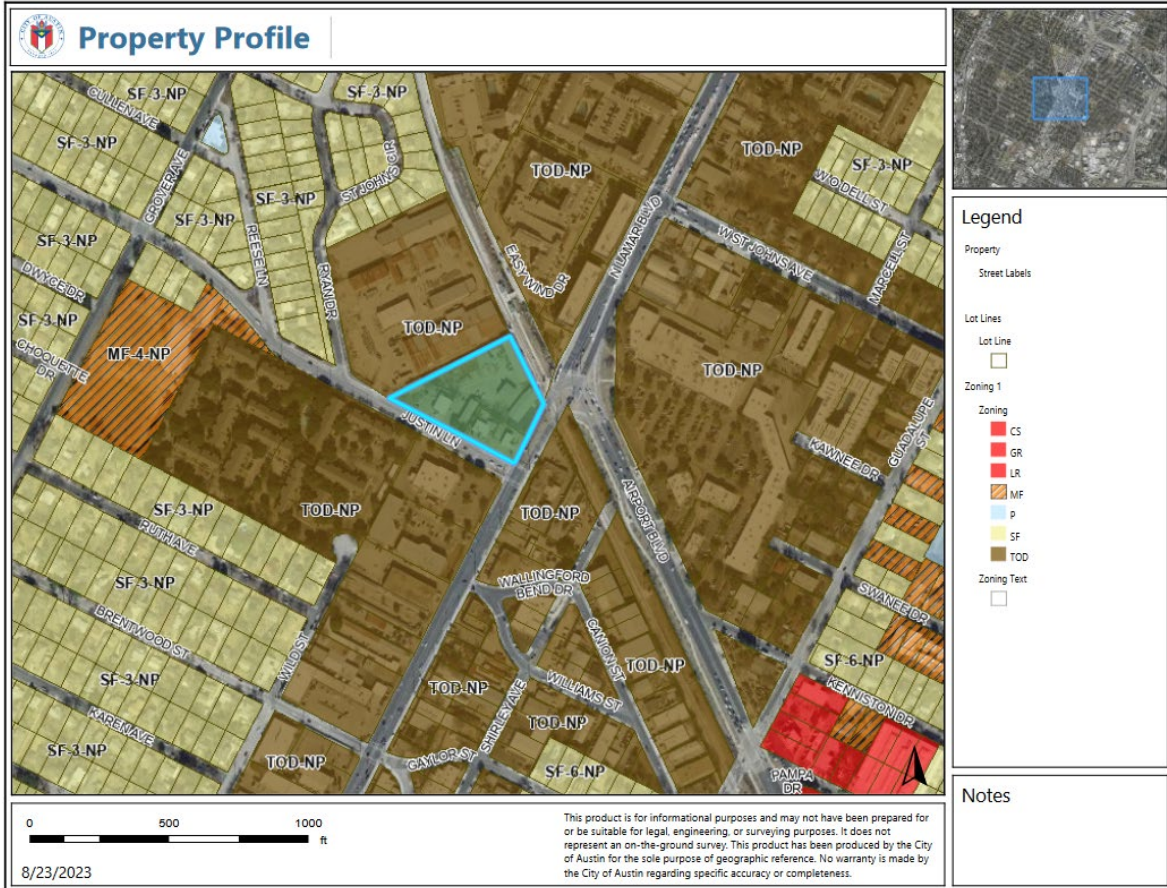 Property Profile
CULLEN AVE
SF-3-NP
SF-3-NP
SF-3-NP
GROVER AVE
ST JOHNS CIR
TOD-NP
TOD-NP
SF-3-NP
W ODELL ST
SF-3-NP
SF-3-NP
SF-3-NP
REESE LN
RYAN DR
EASY WIND DR
N LAMAR BLVD
W ST JOHNS AVE
MARCELL ST
DWYCE DR
SF-3-NP
CHOQUETTE DR
MF-4-NP
TOD-NP
TOD-NP
JUSTIN LN
GUADALUPE ST
KAWNEE DR
SF-3-NP
TOD-NP
TOD-NP
AIRPORT BLVD
RUTH AVE
SF-3-NP
WALLINGFORD BEND DR
SWANEE DR
BRENTWOOD ST
WILD ST
CANION ST
SF-3-NP
TOD-NP
TOD-NP
WILLIAMS ST
SF-6-NP
KENNISTON DR
KAREN AVE
SF-3-NP
SHIRLEY AVE
TOD-NP
GAYLOR ST
TOD-NP
SF-6-NP
PAMPA DR
Legend
Property
Street Labels
Lot Lines
Lot Line
Zoning 1
Zoning
CS
GR
LR
MF
P
SF
TOD
Zoning Text
Notes
0 500 1000
ft
8/23/2023
This product is for informational purposes and may not have been prepared for
or be suitable for legal, engineering, or surveying purposes. It does not
represent an on-the-ground survey. This product has been produced by the City
of Austin for the sole purpose of geographic reference. No warranty is made by
the City of Austin regarding specific accuracy or completeness.